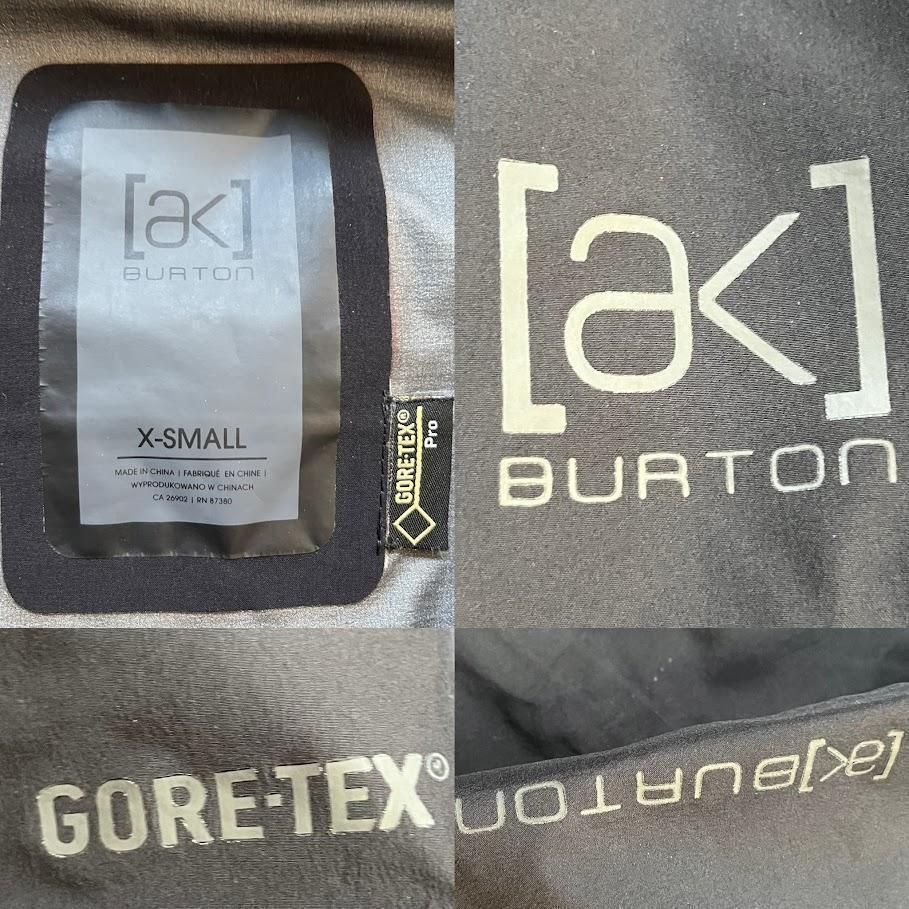 [ak]
BURTON
X-SMALL
MADE IN CHINA | FABRIQUÉ EN CHINE |
WYPRODUKOWANO W CHINACH
CA 26902 | RN 87380
GORE-TEX®
Pro
[ak]
BURTON
GORE-TEX®
[ak]BURTON